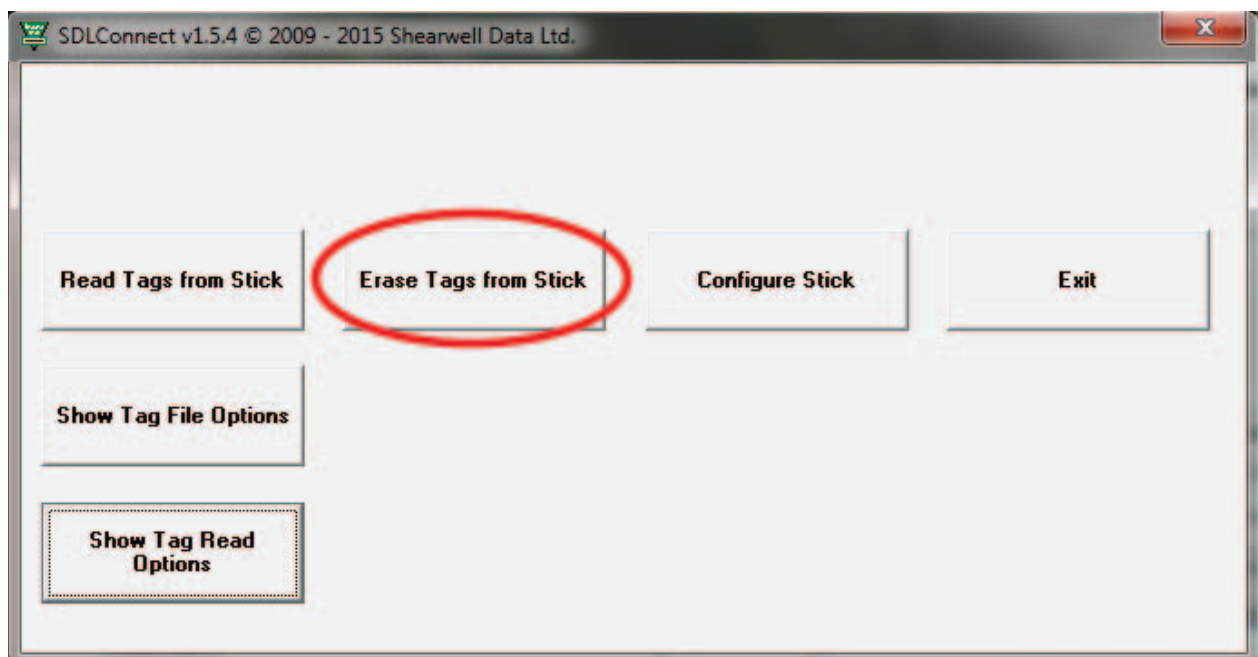 SDLConnect v1.5.4 © 2009 - 2015 Shearwell Data Ltd.
Read Tags from Stick
Erase Tags from Stick
Configure Stick
Exit
Show Tag File Options
Show Tag Read
Options